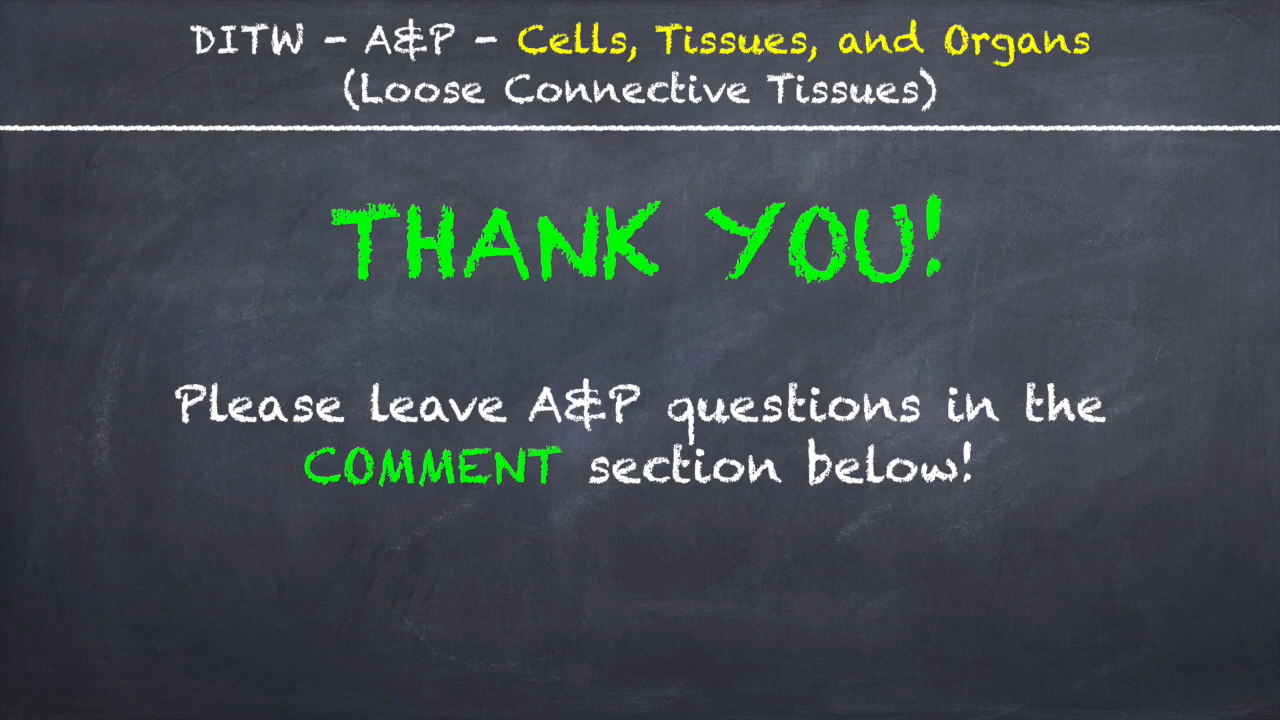 DITW - A&P - Cells, Tissues, and Organs
(Loose Connective Tissues)
THANK YOU!
Please leave A&P questions in the
COMMENT section below!